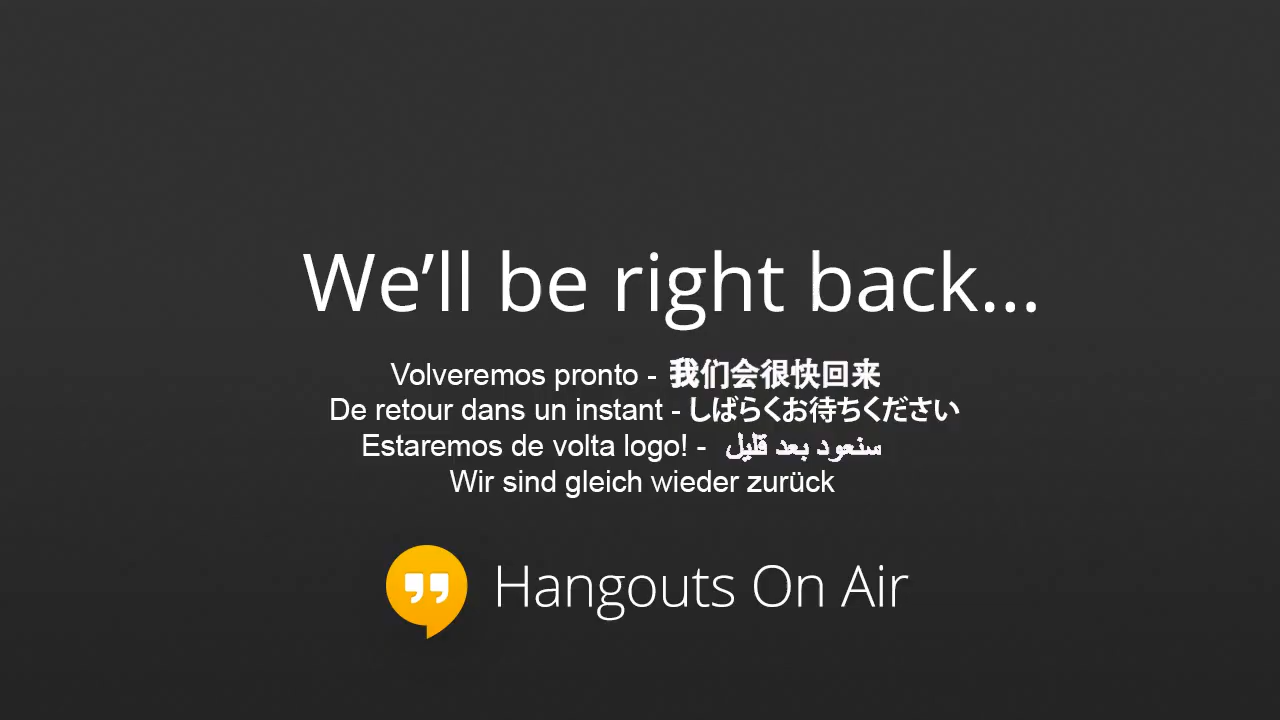 We'll be right back...
Volveremos pronto - 我们会很快回来
De retour dans un instant - しばらくお待ちください
Estaremos de volta logo! - سنعود بعد قليل
Wir sind gleich wieder zurück
Hangouts On Air